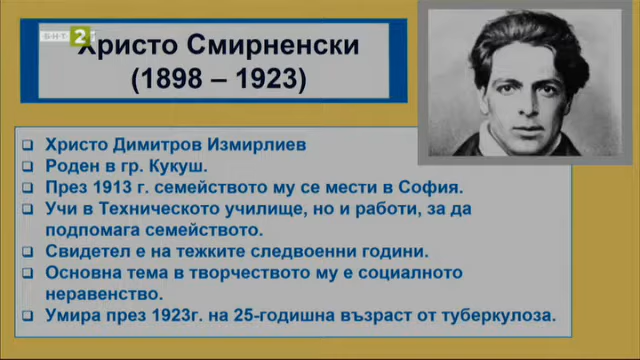 БНТ 2
Христо Смирненски
(1898 – 1923)
Христо Димитров Измирлиев
Роден в гр. Кукуш.
През 1913 г. семейството му се мести в София.
Учи в Техническото училище, но и работи, за да
подпомага семейството.
Свидетел е на тежките следвоенни години.
Основна тема в творчеството му е социалното
неравенство.
Умира през 1923г. на 25-годишна възраст от туберкулоза.